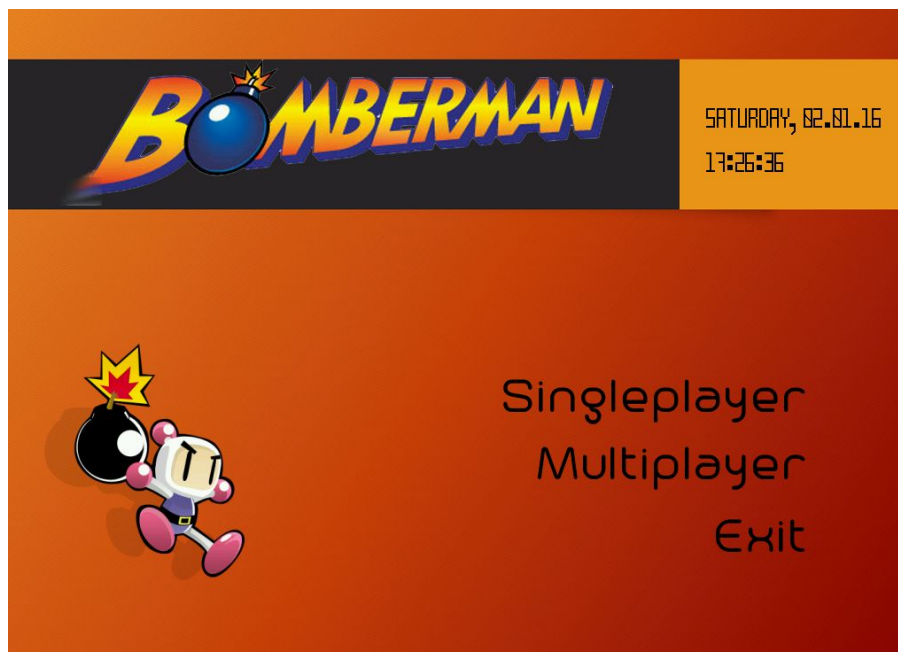 BOMBERMAN
SATURDAY, 02.01.16
17:26:36
Singleplayer
Multiplayer
Exit